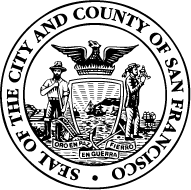 SEAL OF THE CITY AND COUNTY OF SAN FRANCISCO
ORO EN PAZ
FIERRO
EN GUERRA